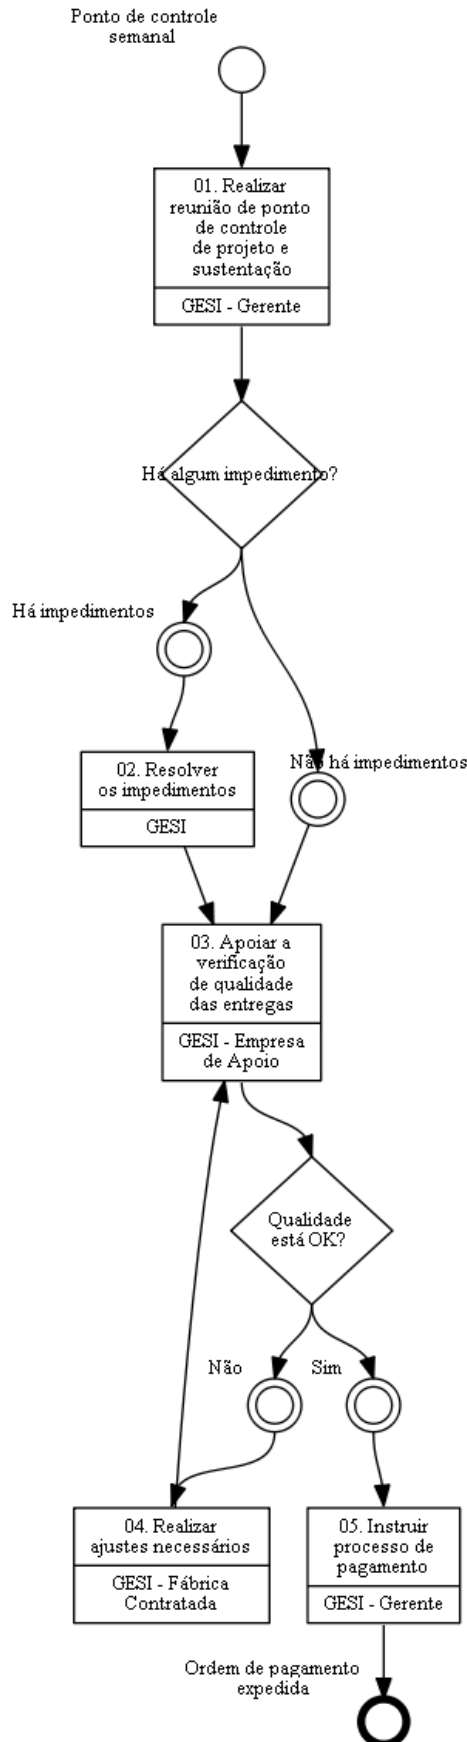 Ponto de controle
semanal
01. Realizar
reunião de ponto
de controle
de projeto e
sustentação
GESI - Gerente
Há algum impedimento?
Há impedimentos
Não há impedimentos
02. Resolver
os impedimentos
GESI
03. Apoiar a
verificação
de qualidade
das entregas
GESI - Empresa
de Apoio
Qualidade
está OK?
Não
Sim
04. Realizar
ajustes necessários
GESI - Fábrica
Contratada
05. Instruir
processo de
pagamento
GESI - Gerente
Ordem de pagamento
expedida